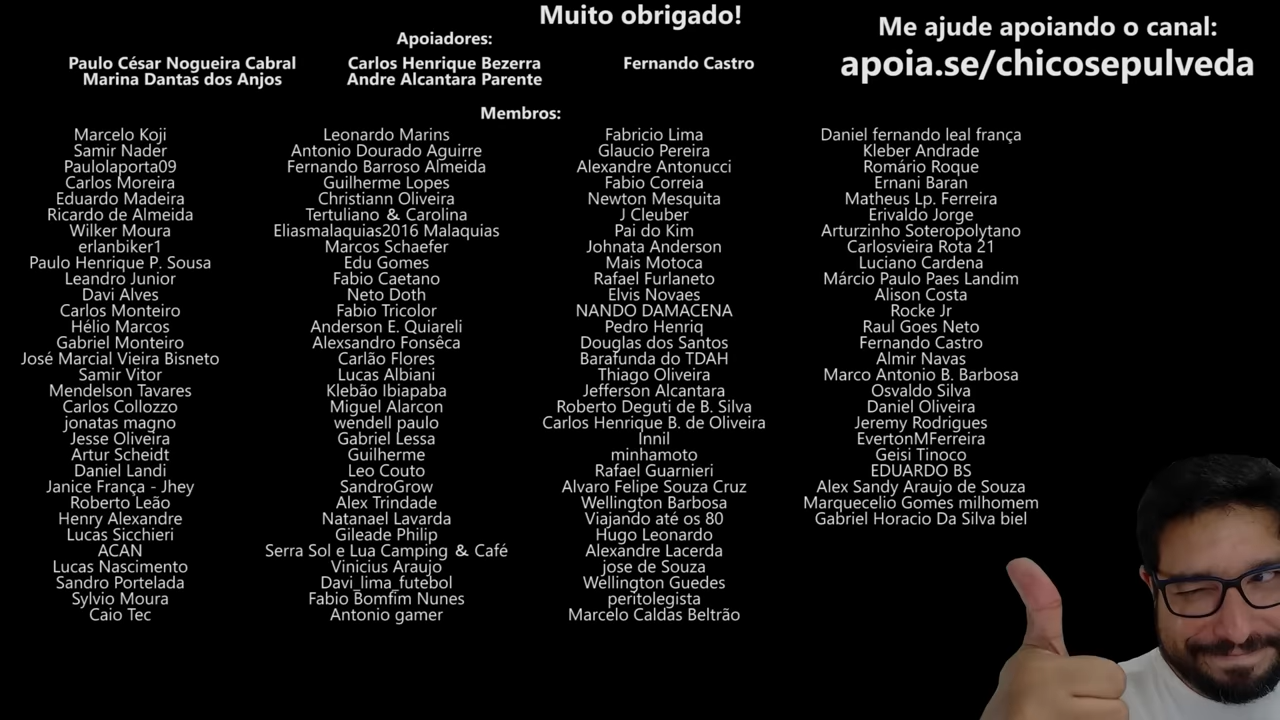 Muito obrigado!
Me ajude apoiando o canal:
apoia.se/chicosepulveda
Apoiadores:
Paulo César Nogueira Cabral
Marina Dantas dos Anjos
Carlos Henrique Bezerra
Andre Alcantara Parente
Fernando Castro
Membros:
Marcelo Koji
Samir Nader
Paulolaporta09
Carlos Moreira
Eduardo Madeira
Ricardo de Almeida
Wilker Moura
erlanbiker1
Paulo Henrique P. Sousa
Leandro Junior
Davi Alves
Carlos Monteiro
Hélio Marcos
Gabriel Monteiro
José Marcial Vieira Bisneto
Samir Vitor
Mendelson Tavares
Carlos Collozzo
jonatas magno
Jesse Oliveira
Artur Scheidt
Daniel Landi
Janice França - Jhey
Roberto Leão
Henry Alexandre
Lucas Sicchieri
ACAN
Lucas Nascimento
Sandro Portelada
Sylvio Moura
Caio Tec
Leonardo Marins
Antonio Dourado Aguirre
Fernando Barroso Almeida
Guilherme Lopes
Christiann Oliveira
Tertuliano & Carolina
Eliasmalaquias2016 Malaquias
Marcos Schaefer
Edu Gomes
Fabio Caetano
Neto Doth
Fabio Tricolor
Anderson E. Quiareli
Alexsandro Fonsêca
Carlão Flores
Lucas Albiani
Klebão Ibiapaba
Miguel Alarcon
wendell paulo
Gabriel Lessa
Guilherme
Leo Couto
SandroGrow
Alex Trindade
Natanael Lavarda
Gileade Philip
Serra Sol e Lua Camping & Café
Vinicius Araujo
Davi_lima_futebol
Fabio Bomfim Nunes
Antonio gamer
Fabricio Lima
Glaucio Pereira
Alexandre Antonucci
Fabio Correia
Newton Mesquita
J Cleuber
Pai do Kim
Johnata Anderson
Mais Motoca
Rafael Furlaneto
Elvis Novaes
NANDO DAMACENA
Pedro Henriq
Douglas dos Santos
Barafunda do TDAH
Thiago Oliveira
Jefferson Alcantara
Roberto Deguti de B. Silva
Carlos Henrique B. de Oliveira
Innil
minhamoto
Rafael Guarnieri
Alvaro Felipe Souza Cruz
Wellington Barbosa
Viajando até os 80
Hugo Leonardo
Alexandre Lacerda
jose de Souza
Wellington Guedes
peritolegista
Marcelo Caldas Beltrão
Daniel fernando leal frança
Kleber Andrade
Romário Roque
Ernani Baran
Matheus Lp. Ferreira
Erivaldo Jorge
Arturzinho Soteropolytano
Carlosvieira Rota 21
Luciano Cardena
Márcio Paulo Paes Landim
Alison Costa
Rocke Jr
Raul Goes Neto
Fernando Castro
Almir Navas
Marco Antonio B. Barbosa
Osvaldo Silva
Daniel Oliveira
Jeremy Rodrigues
EvertonMFerreira
Geisi Tinoco
EDUARDO BS
Alex Sandy Araujo de Souza
Marquecelio Gomes milhomem
Gabriel Horacio Da Silva biel